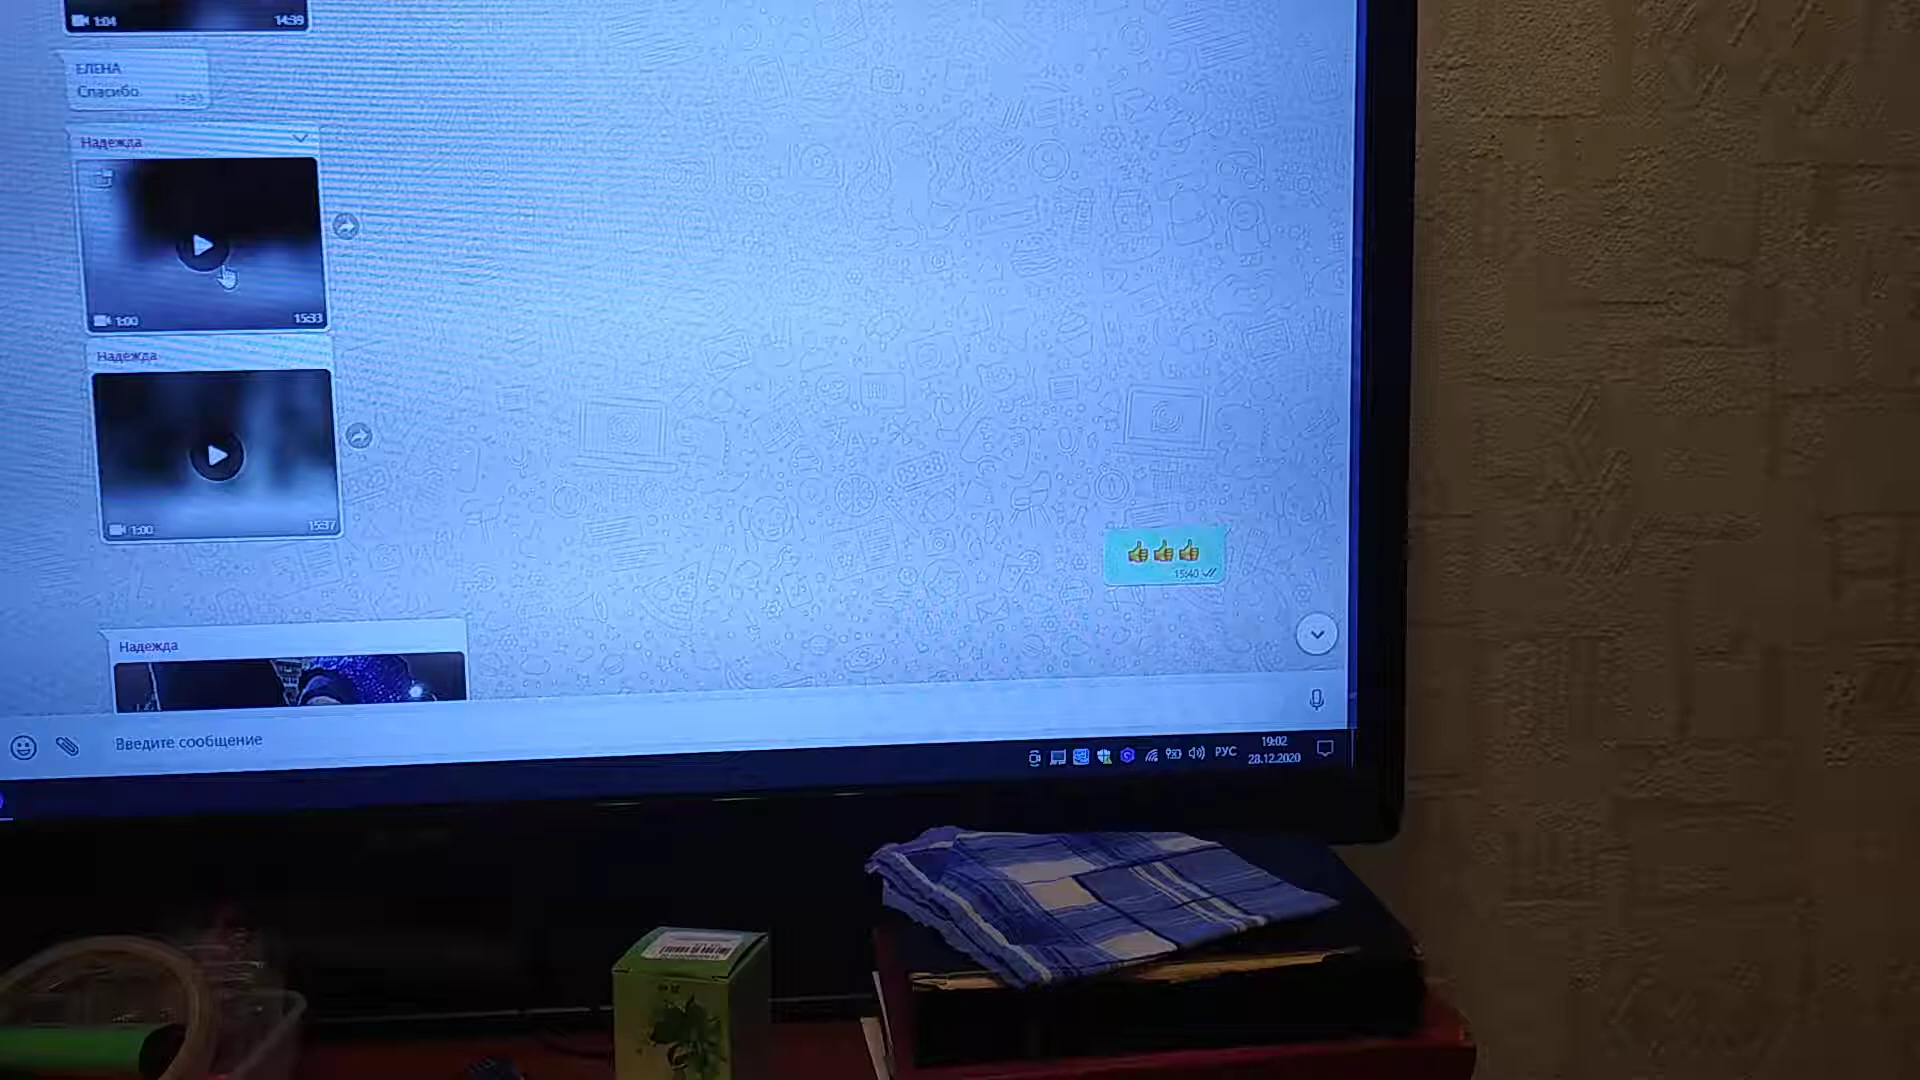 1:04 14:39
ЕЛЕНА
Спасибо
Надежда
1:00 15:33
Надежда
1:00 15:37
👍👍👍
15:40
Надежда
Введите сообщение
РУС
19:02
28.12.2020